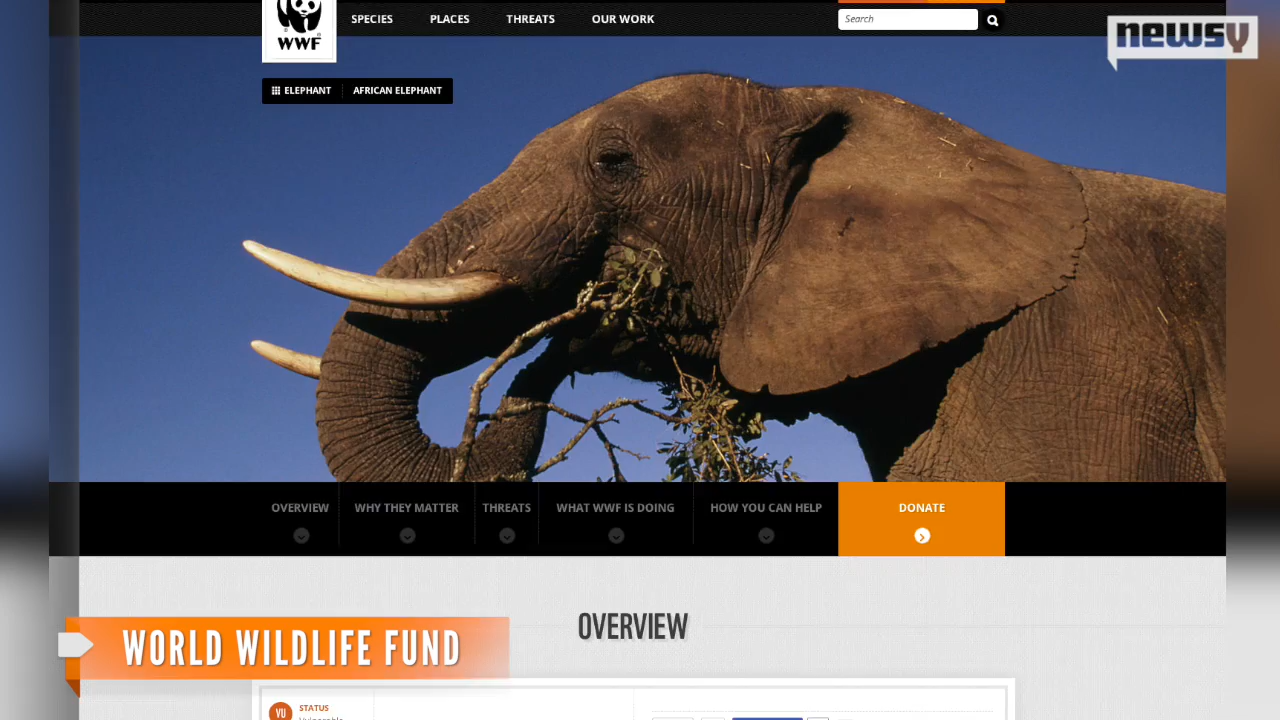 SPECIES PLACES THREATS OUR WORK
Search
newsy
WWF
ELEPHANT AFRICAN ELEPHANT
OVERVIEW WHY THEY MATTER THREATS WHAT WWF IS DOING HOW YOU CAN HELP DONATE
OVERVIEW
WORLD WILDLIFE FUND
VU STATUS
Vulnerable